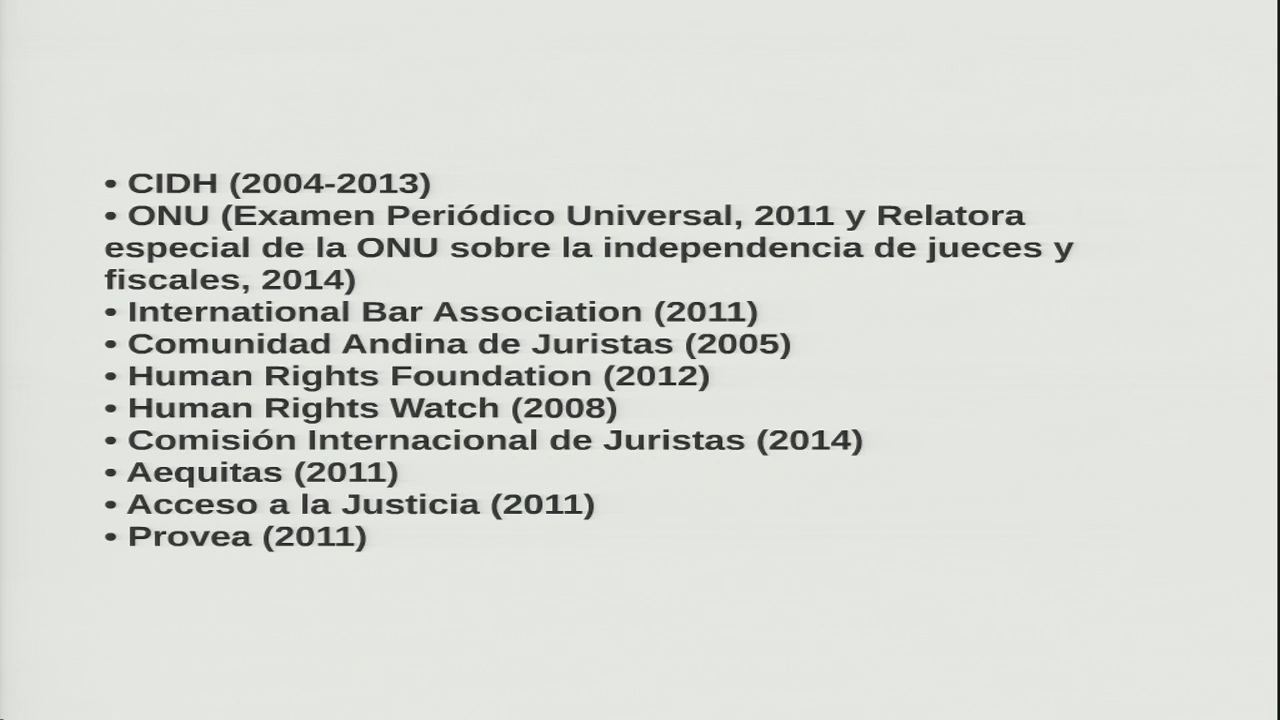 • CIDH (2004-2013)
• ONU (Examen Periódico Universal, 2011 y Relatora
especial de la ONU sobre la independencia de jueces y
fiscales, 2014)
• International Bar Association (2011)
• Comunidad Andina de Juristas (2005)
• Human Rights Foundation (2012)
• Human Rights Watch (2008)
• Comisión Internacional de Juristas (2014)
• Aequitas (2011)
• Acceso a la Justicia (2011)
• Provea (2011)